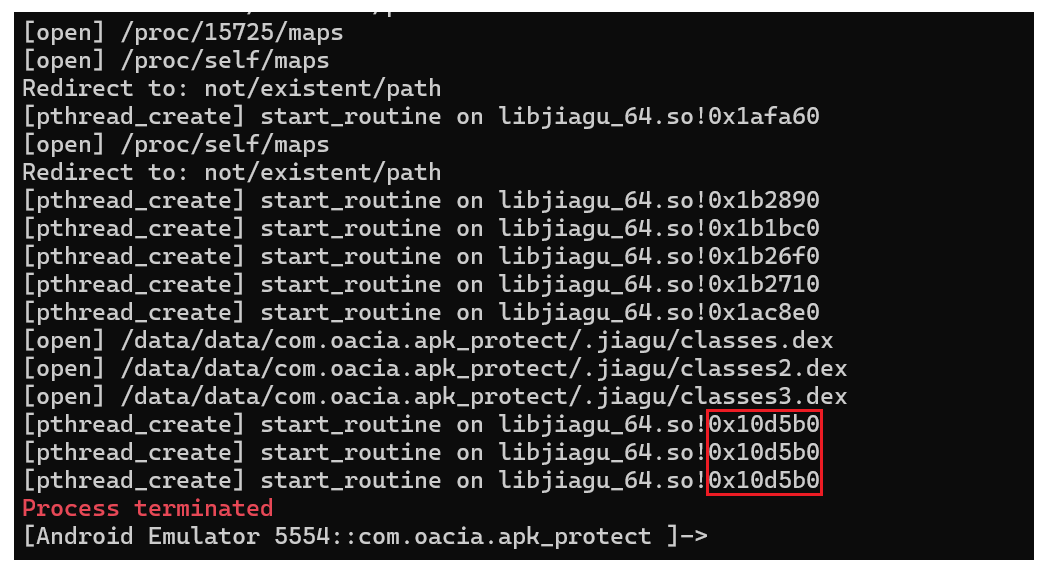 [open] /proc/15725/maps
[open] /proc/self/maps
Redirect to: not/existent/path
[pthread_create] start_routine on libjiagu_64.so!0x1afa60
[open] /proc/self/maps
Redirect to: not/existent/path
[pthread_create] start_routine on libjiagu_64.so!0x1b2890
[pthread_create] start_routine on libjiagu_64.so!0x1b1bc0
[pthread_create] start_routine on libjiagu_64.so!0x1b26f0
[pthread_create] start_routine on libjiagu_64.so!0x1b2710
[pthread_create] start_routine on libjiagu_64.so!0x1ac8e0
[open] /data/data/com.oacia.apk_protect/.jiagu/classes.dex
[open] /data/data/com.oacia.apk_protect/.jiagu/classes2.dex
[open] /data/data/com.oacia.apk_protect/.jiagu/classes3.dex
[pthread_create] start_routine on libjiagu_64.so!0x10d5b0
[pthread_create] start_routine on libjiagu_64.so!0x10d5b0
[pthread_create] start_routine on libjiagu_64.so!0x10d5b0
Process terminated
[Android Emulator 5554::com.oacia.apk_protect ]->